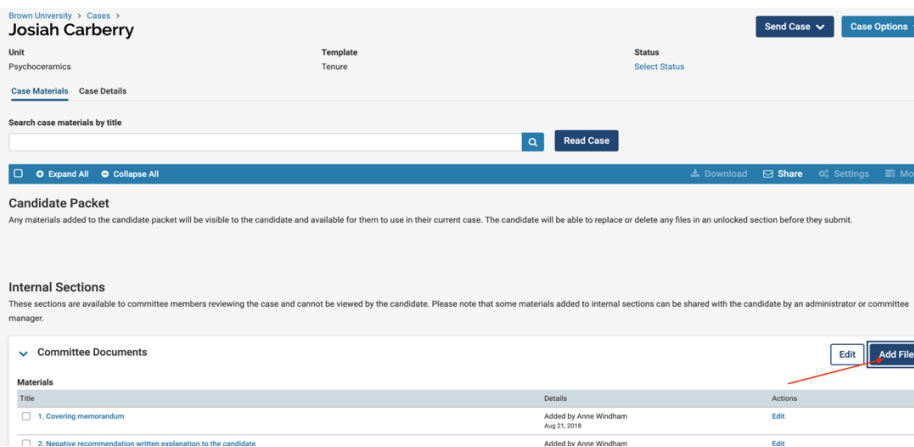 Brown University > Cases >
Josiah Carberry
Send Case
Case Options
Unit
Template
Status
Psychoceramics
Tenure
Select Status
Case Materials
Case Details
Search case materials by title
Read Case
Expand All
Collapse All
Download
Share
Settings
Candidate Packet
Any materials added to the candidate packet will be visible to the candidate and available for them to use in their current case. The candidate will be able to replace or delete any files in an unlocked section before they submit.
Internal Sections
These sections are available to committee members reviewing the case and cannot be viewed by the candidate. Please note that some materials added to internal sections can be shared with the candidate by an administrator or committee
manager.
Committee Documents
Edit
Add File
Materials
Title
Details
Actions
1. Covering memorandum
Added by Anne Windham
Edit
Aug 21, 2018
2. Negative recommendation written explanation to the candidate
Added by Anne Windham
Edit